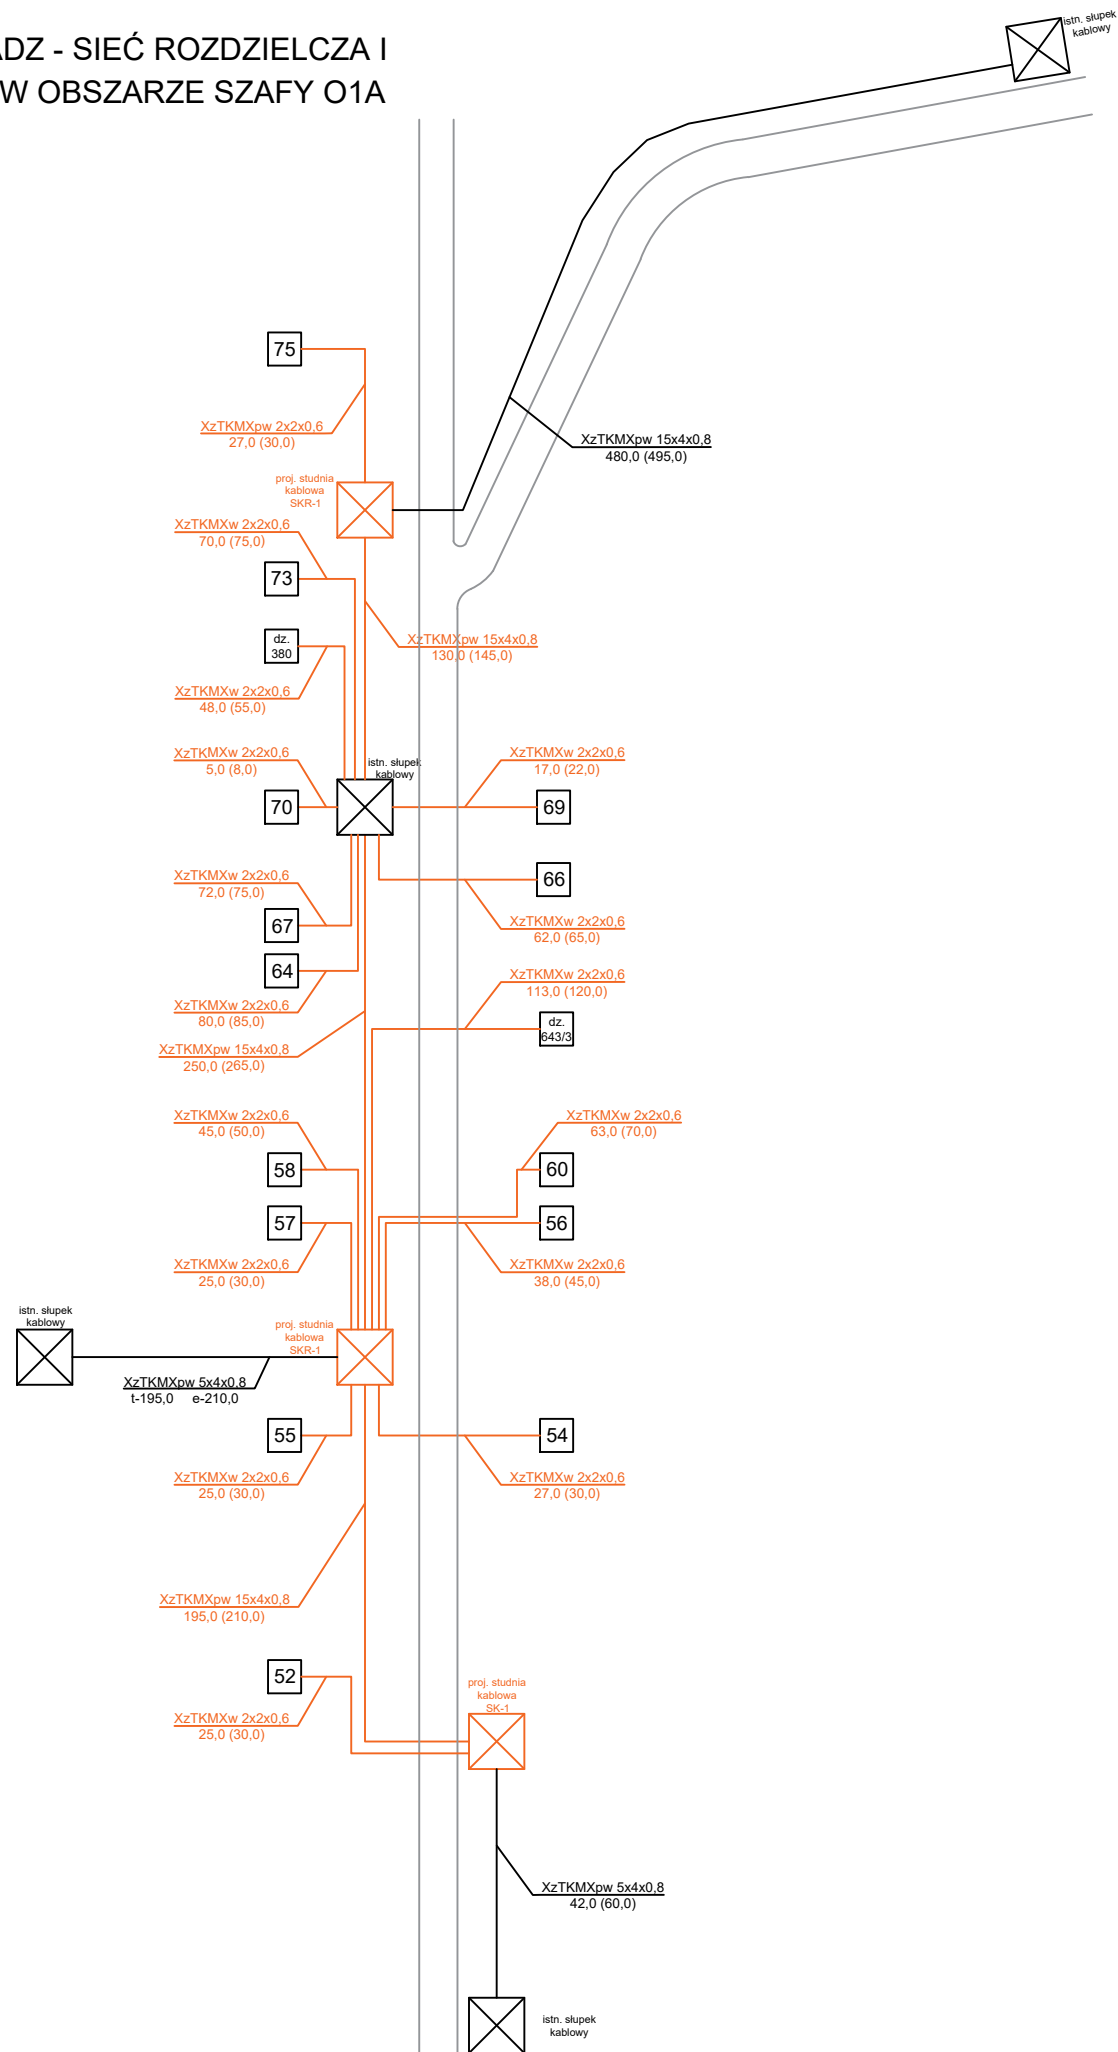 ADZ - SIEĆ ROZDZIELCZA I
W OBSZARZE SZAFY O1A
istn. słupek
kablowy
75
XzTKMXpw 2x2x0,6
27,0 (30,0)
XzTKMXpw 15x4x0,8
480,0 (495,0)
proj. studnia
kablowa
SKR-1
XzTKMXw 2x2x0,6
70,0 (75,0)
73
dz.
380
XzTKMXpw 15x4x0,8
130,0 (145,0)
XzTKMXw 2x2x0,6
48,0 (55,0)
XzTKMXw 2x2x0,6
5,0 (8,0)
istn. słupek
kablowy
XzTKMXw 2x2x0,6
17,0 (22,0)
70
69
XzTKMXw 2x2x0,6
72,0 (75,0)
66
67
XzTKMXw 2x2x0,6
62,0 (65,0)
64
XzTKMXw 2x2x0,6
113,0 (120,0)
XzTKMXw 2x2x0,6
80,0 (85,0)
dz.
643/3
XzTKMXpw 15x4x0,8
250,0 (265,0)
XzTKMXw 2x2x0,6
45,0 (50,0)
XzTKMXw 2x2x0,6
63,0 (70,0)
58
60
57
56
XzTKMXw 2x2x0,6
25,0 (30,0)
XzTKMXw 2x2x0,6
38,0 (45,0)
istn. słupek
kablowy
proj. studnia
kablowa
SKR-1
XzTKMXpw 5x4x0,8
t-195,0 e-210,0
55
54
XzTKMXw 2x2x0,6
25,0 (30,0)
XzTKMXw 2x2x0,6
27,0 (30,0)
XzTKMXpw 15x4x0,8
195,0 (210,0)
52
proj. studnia
kablowa
SK-1
XzTKMXw 2x2x0,6
25,0 (30,0)
XzTKMXpw 5x4x0,8
42,0 (60,0)
istn. słupek
kablowy